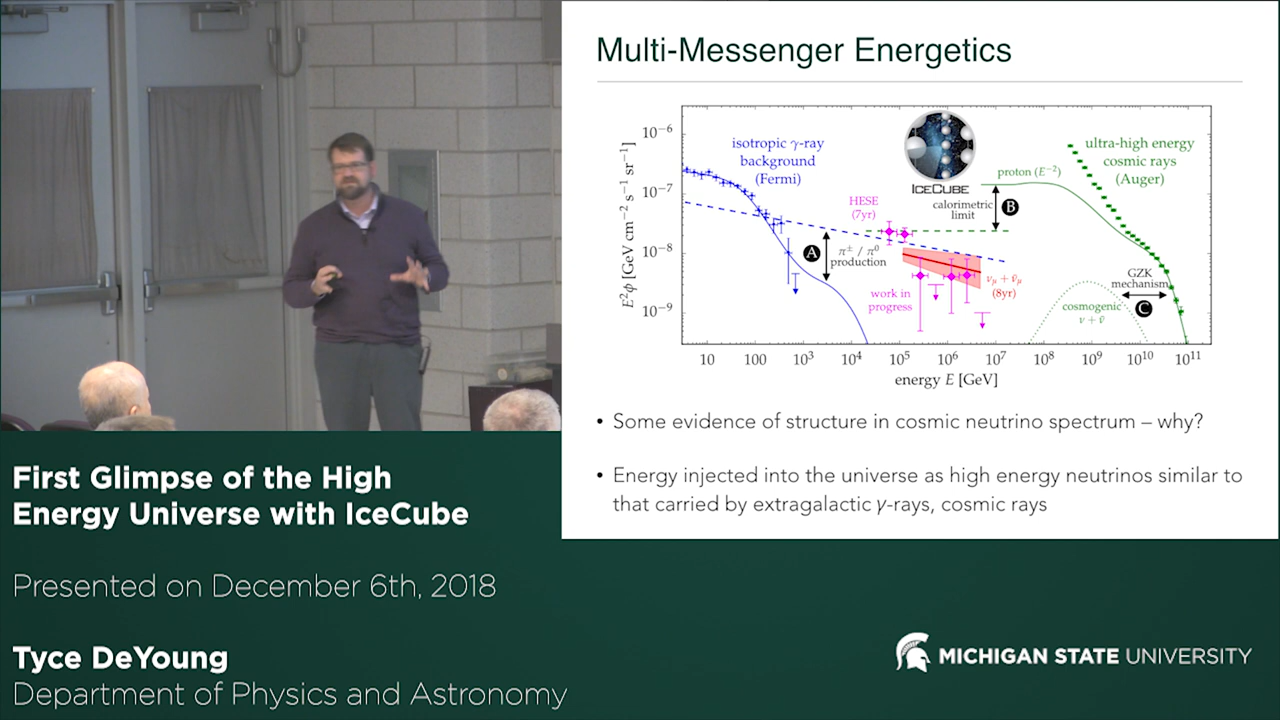 Multi-Messenger Energetics
E²ϕ [GeV cm⁻² s⁻¹ sr⁻¹]
10⁻⁶
10⁻⁷
10⁻⁸
10⁻⁹
isotropic γ-ray
background
(Fermi)
ICECUBE
HESE
(7yr)
calorimetric
limit
B
proton (E⁻²)
ultra-high energy
cosmic rays
(Auger)
A
π± / π⁰
production
work in
progress
νμ + ν̄μ
(8yr)
cosmogenic
ν + ν̄
GZK
mechanism
C
10 100 10³ 10⁴ 10⁵ 10⁶ 10⁷ 10⁸ 10⁹ 10¹⁰ 10¹¹
energy E [GeV]
• Some evidence of structure in cosmic neutrino spectrum – why?
• Energy injected into the universe as high energy neutrinos similar to
that carried by extragalactic γ-rays, cosmic rays
First Glimpse of the High
Energy Universe with IceCube
Presented on December 6th, 2018
Tyce DeYoung
Department of Physics and Astronomy
MICHIGAN STATE UNIVERSITY